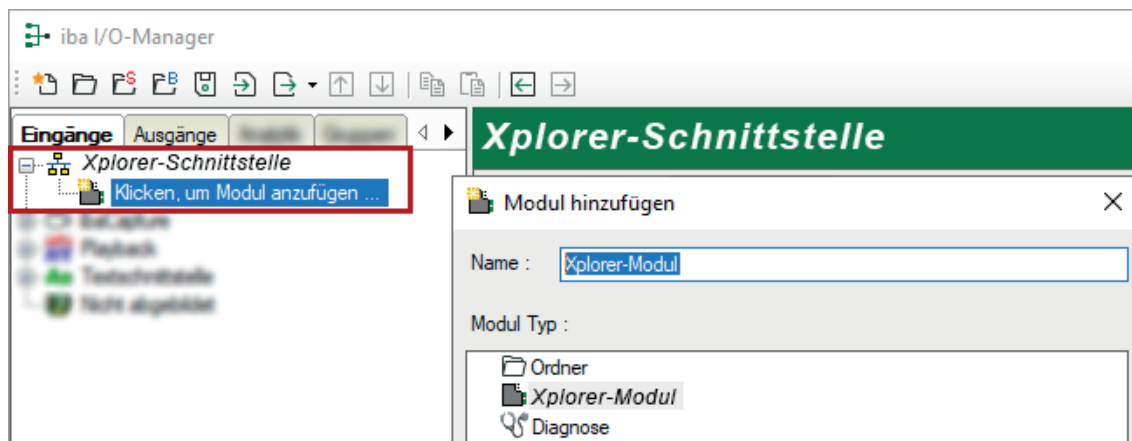 iba I/O-Manager
Eingänge Ausgänge
Xplorer-Schnittstelle
Xplorer-Schnittstelle
Klicken, um Modul anzufügen ...
Modul hinzufügen
Name : Xplorer-Modul
Modul Typ :
Ordner
Xplorer-Modul
Diagnose